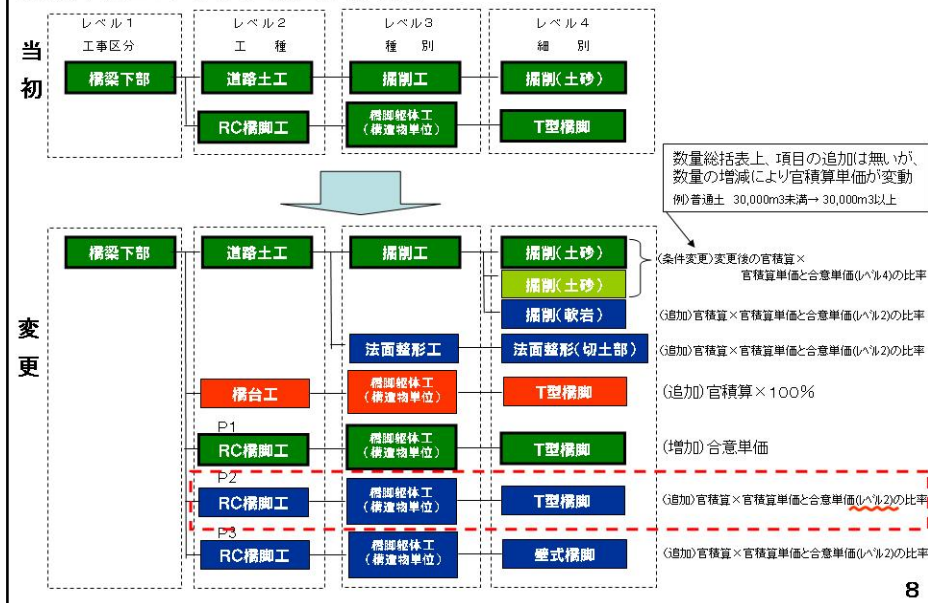 レベル1
工事区分
レベル2
工　種
レベル3
種　別
レベル4
細　別
当初
橋梁下部
道路土工
掘削工
掘削(土砂)
RC橋脚工
橋脚躯体工
(構造物単位)
T型橋脚
数量総括表上、項目の追加は無いが、
数量の増減により官積算単価が変動
例)普通土　30,000m3未満→ 30,000m3以上
変更
橋梁下部
道路土工
掘削工
掘削(土砂)
(条件変更)変更後の官積算×
官積算単価と合意単価(レベル4)の比率
掘削(土砂)
掘削(軟岩)
(追加)官積算×官積算単価と合意単価(レベル2)の比率
法面整形工
法面整形(切土部)
(追加)官積算×官積算単価と合意単価(レベル2)の比率
橋台工
橋脚躯体工
(構造物単位)
T型橋脚
(追加)官積算×100%
P1
RC橋脚工
橋脚躯体工
(構造物単位)
T型橋脚
(増加)合意単価
P2
RC橋脚工
橋脚躯体工
(構造物単位)
T型橋脚
(追加)官積算×官積算単価と合意単価(レベル2)の比率
P3
RC橋脚工
橋脚躯体工
(構造物単位)
壁式橋脚
(追加)官積算×官積算単価と合意単価(レベル2)の比率
8